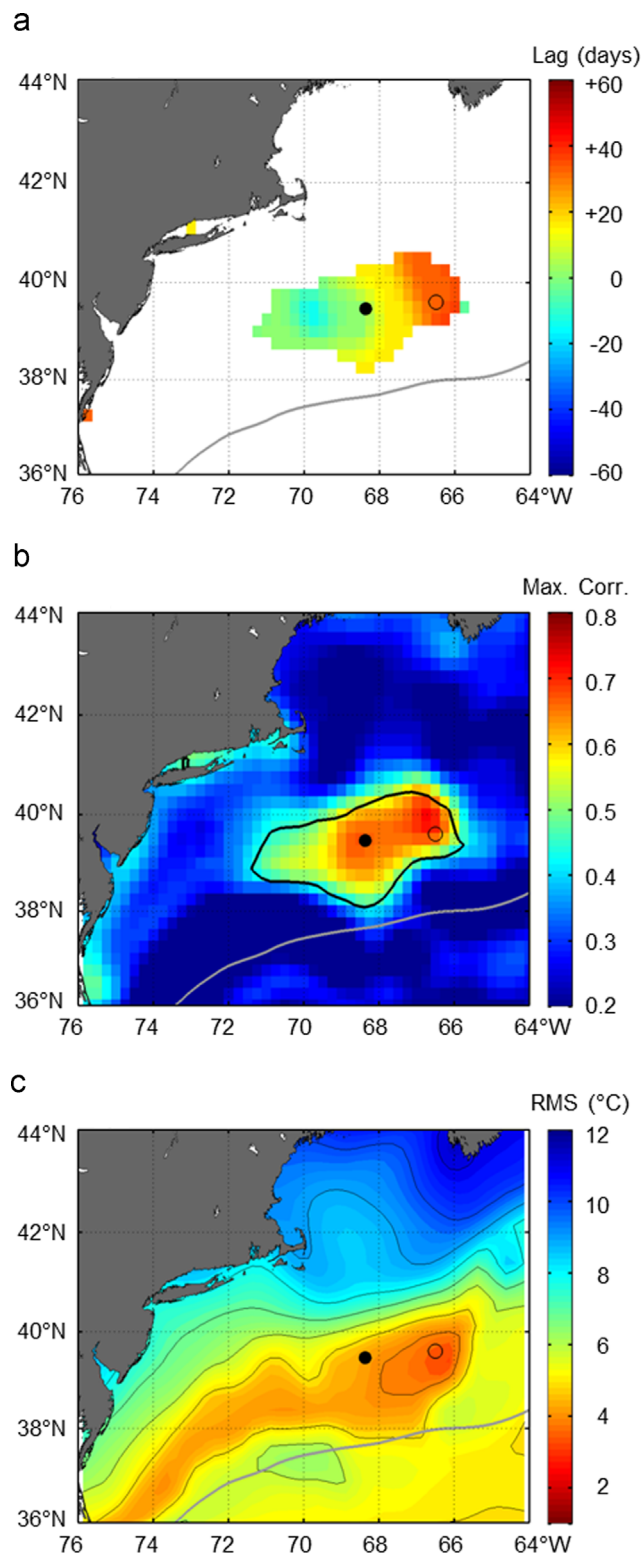 a
Lag (days)
44°N
42°N
40°N
38°N
36°N
76 74 72 70 68 66 64°W
+60
+40
+20
0
-20
-40
-60
b
Max. Corr.
44°N
42°N
40°N
38°N
36°N
76 74 72 70 68 66 64°W
0.8
0.7
0.6
0.5
0.4
0.3
0.2
c
RMS (°C)
44°N
42°N
40°N
38°N
36°N
76 74 72 70 68 66 64°W
12
10
8
6
4
2